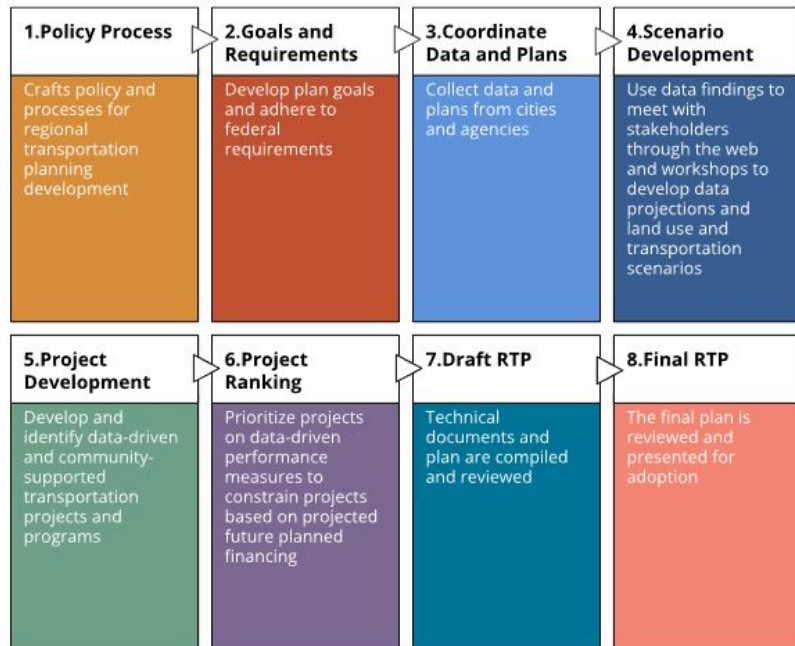 1.Policy Process
Crafts policy and
processes for
regional
transportation
planning
development
2.Goals and
Requirements
Develop plan goals
and adhere to
federal
requirements
3.Coordinate
Data and Plans
Collect data and
plans from cities
and agencies
4.Scenario
Development
Use data findings to
meet with
stakeholders
through the web
and workshops to
develop data
projections and
land use and
transportation
scenarios
5.Project
Development
Develop and
identify data-driven
and community-
supported
transportation
projects and
programs
6.Project
Ranking
Prioritize projects
on data-driven
performance
measures to
constrain projects
based on projected
future planned
financing
7.Draft RTP
Technical
documents and
plan are compiled
and reviewed
8.Final RTP
The final plan is
reviewed and
presented for
adoption